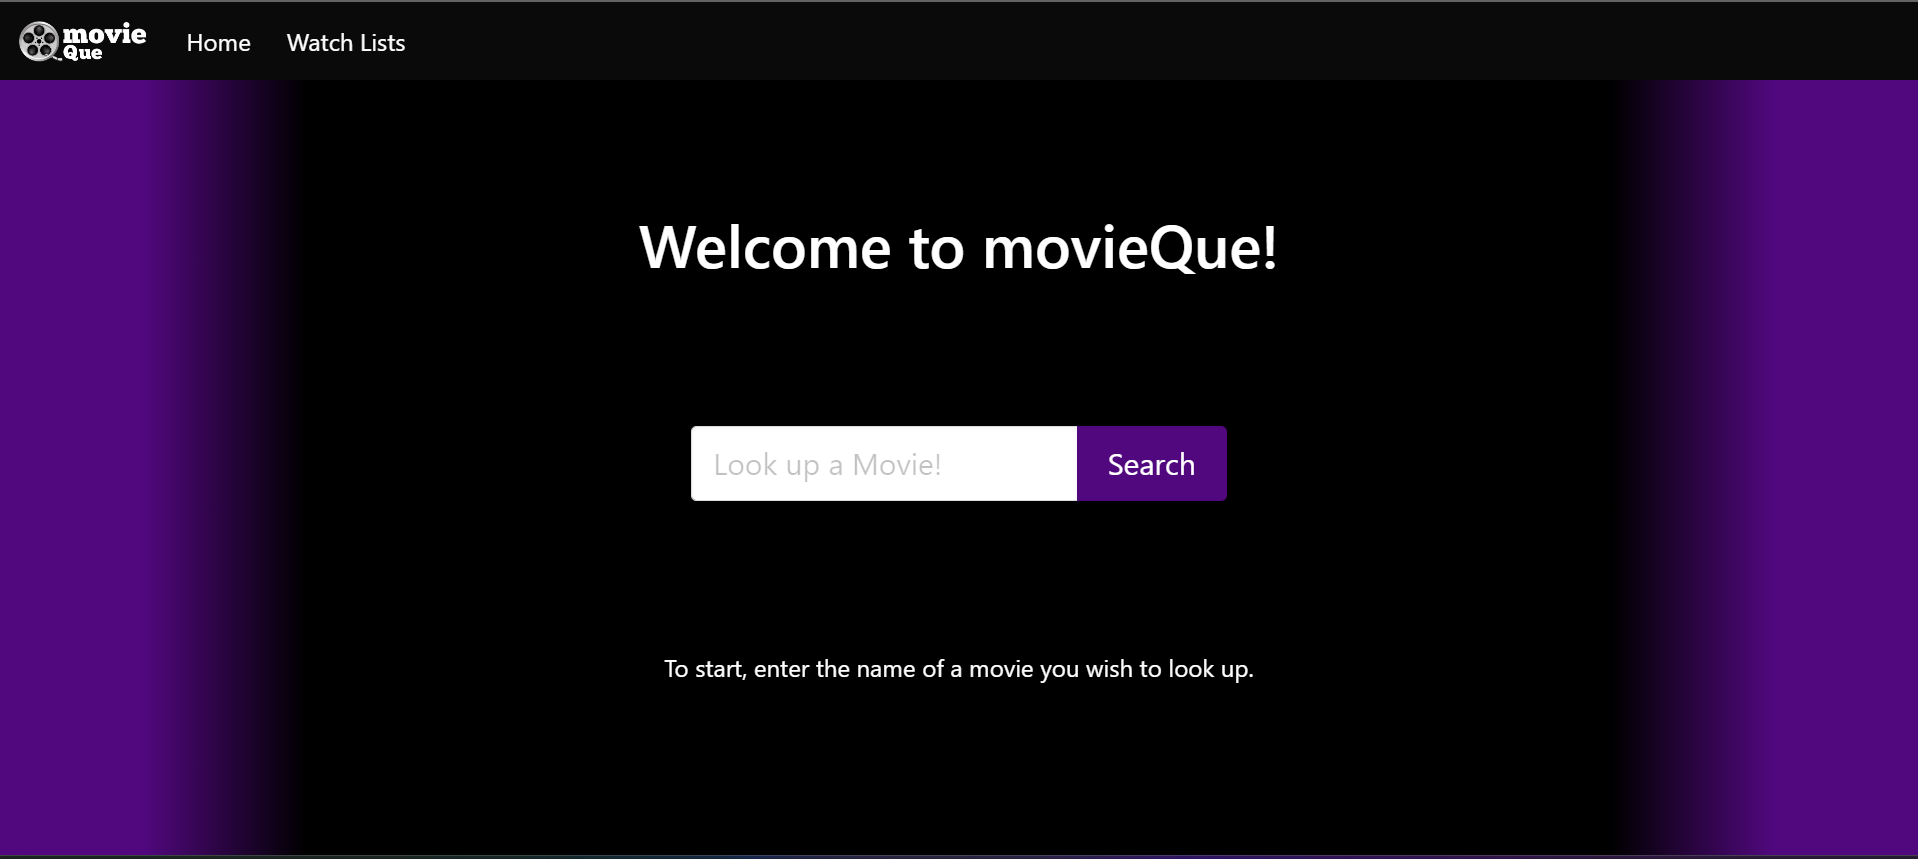 movie
Que
Home
Watch Lists
Welcome to movieQue!
Look up a Movie!
Search
To start, enter the name of a movie you wish to look up.